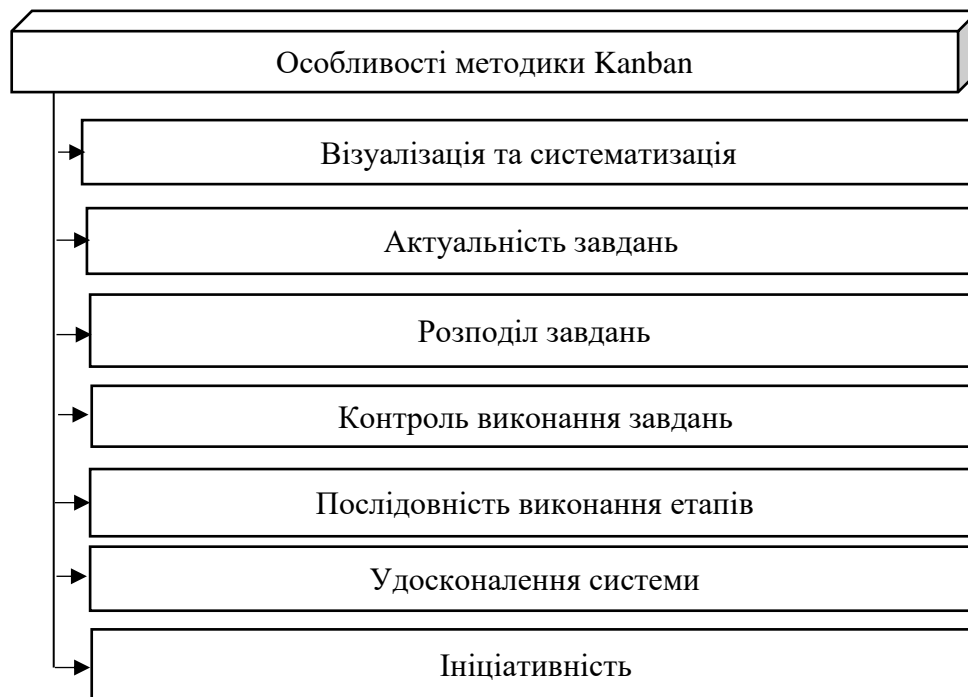 Особливості методики Kanban
Візуалізація та систематизація
Актуальність завдань
Розподіл завдань
Контроль виконання завдань
Послідовність виконання етапів
Удосконалення системи
Ініціативність